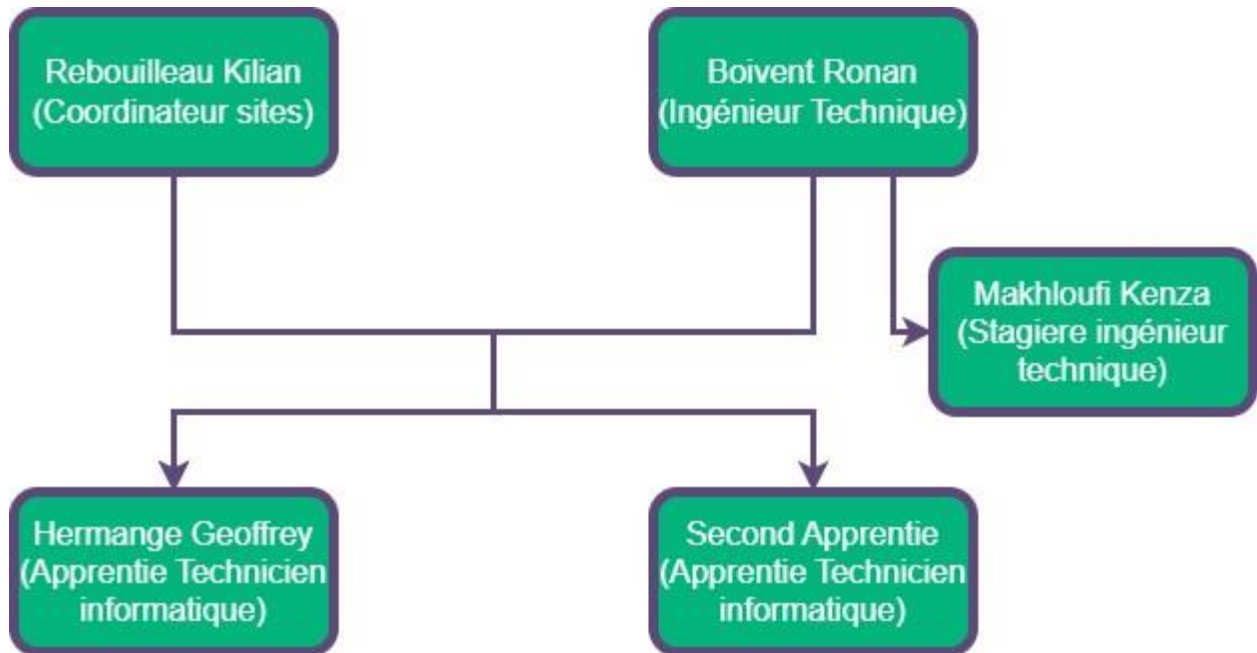 Rebouilleau Kilian
(Coordinateur sites)
Boivent Ronan
(Ingénieur Technique)
Makhloufi Kenza
(Stagiere ingénieur
technique)
Hermange Geoffrey
(Apprentie Technicien
informatique)
Second Apprentie
(Apprentie Technicien
informatique)